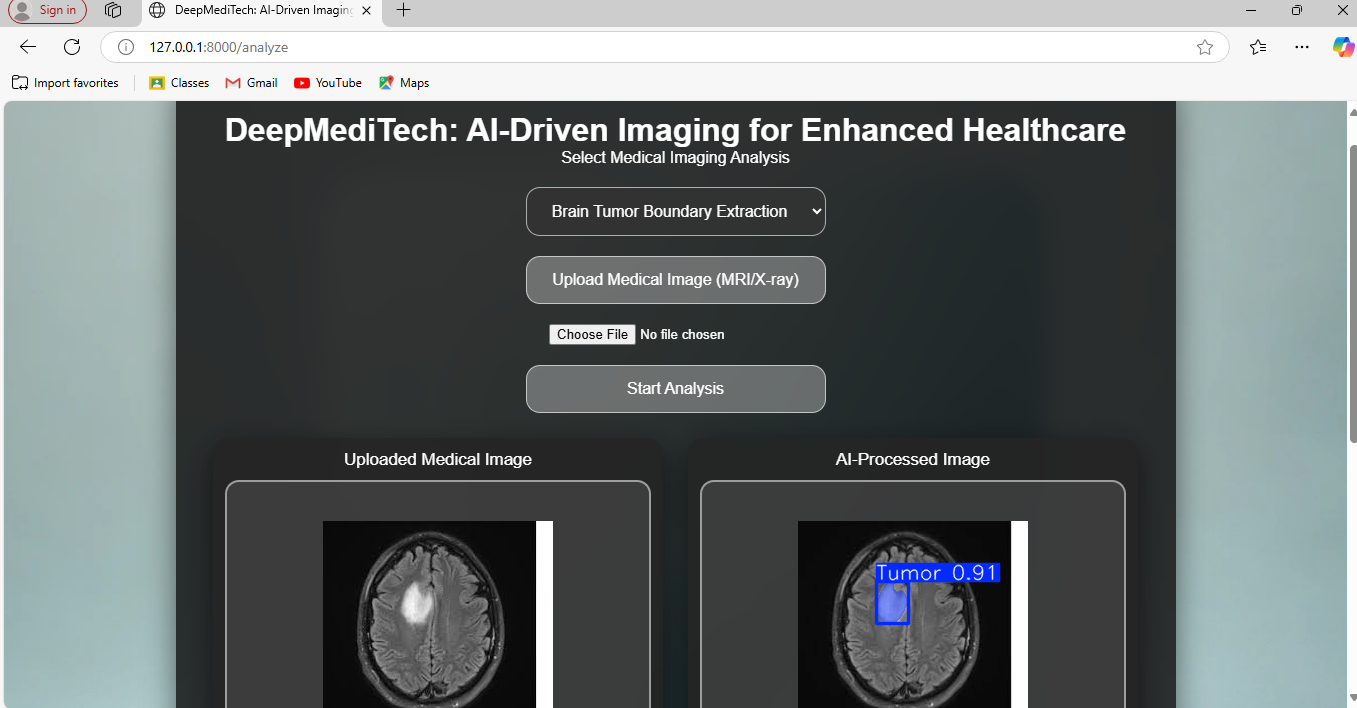 Sign in
DeepMediTech: AI-Driven Imaging
127.0.0.1:8000/analyze
Import favorites
Classes
Gmail
YouTube
Maps
DeepMediTech: AI-Driven Imaging for Enhanced Healthcare
Select Medical Imaging Analysis
Brain Tumor Boundary Extraction
Upload Medical Image (MRI/X-ray)
Choose File No file chosen
Start Analysis
Uploaded Medical Image
AI-Processed Image
Tumor 0.91